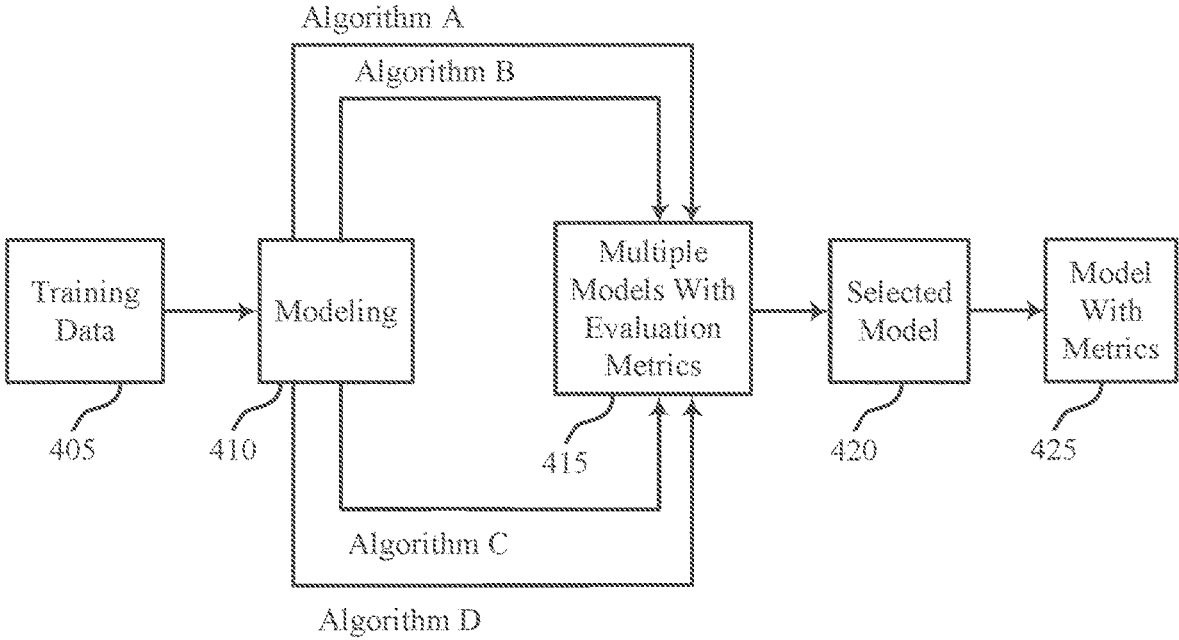 Algorithm A
Algorithm B
Training
Data
Modeling
Multiple
Models With
Evaluation
Metrics
Selected
Model
Model
With
Metrics
405
410
415
420
425
Algorithm C
Algorithm D